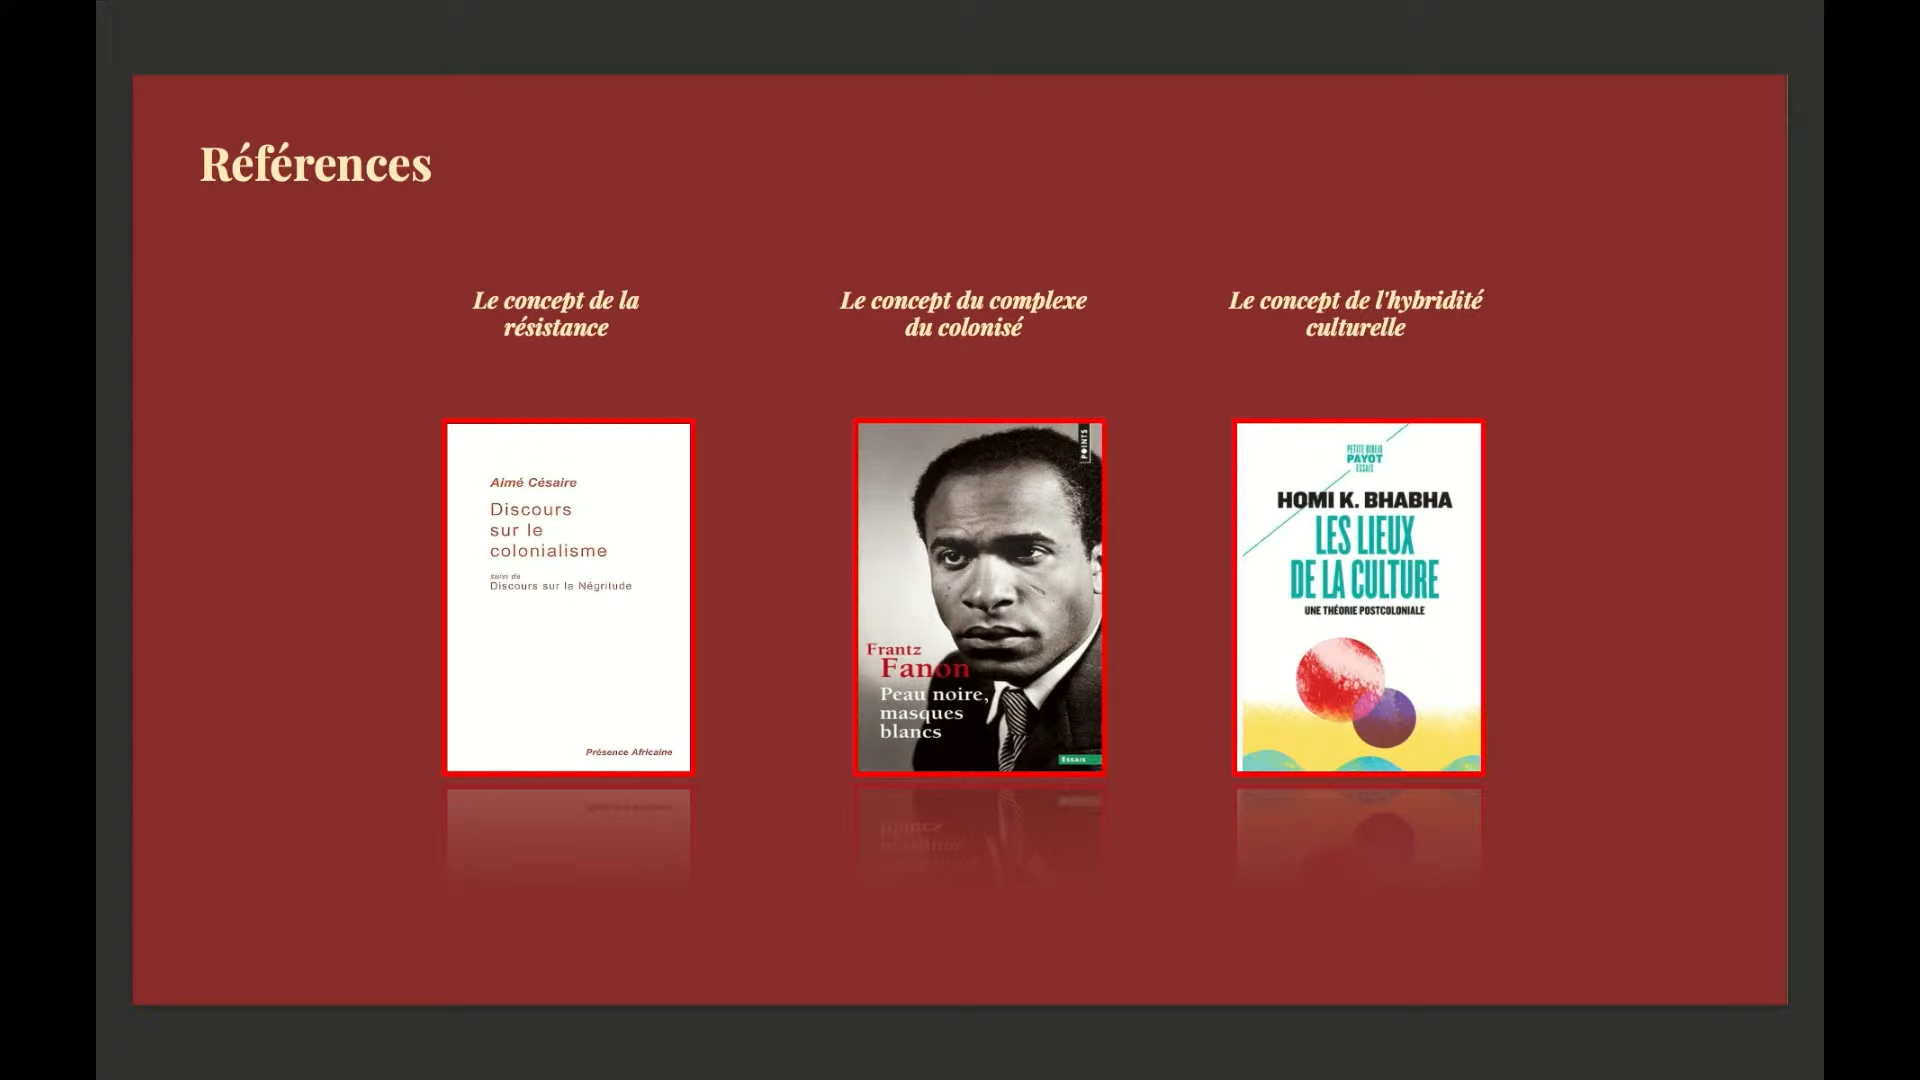 Références
Le concept de la
résistance
Le concept du complexe
du colonisé
Le concept de l'hybridité
culturelle
Aimé Césaire
Discours
sur le
colonialisme
suivi de
Discours sur la Négritude
Présence Africaine
POINTS
Frantz
Fanon
Peau noire,
masques
blancs
ESSAIS
PETITE BIBLIO
PAYOT
ESSAIS
HOMI K. BHABHA
LES LIEUX
DE LA CULTURE
UNE THÉORIE POSTCOLONIALE